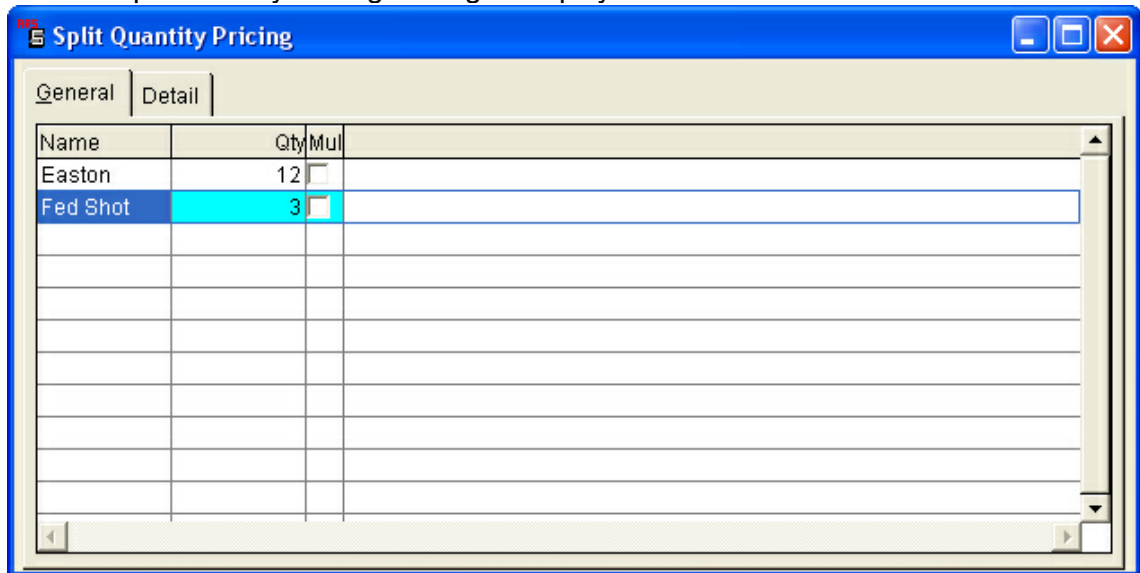 Split Quantity Pricing
General Detail
Name Qty Mul
Easton 12
Fed Shot 3